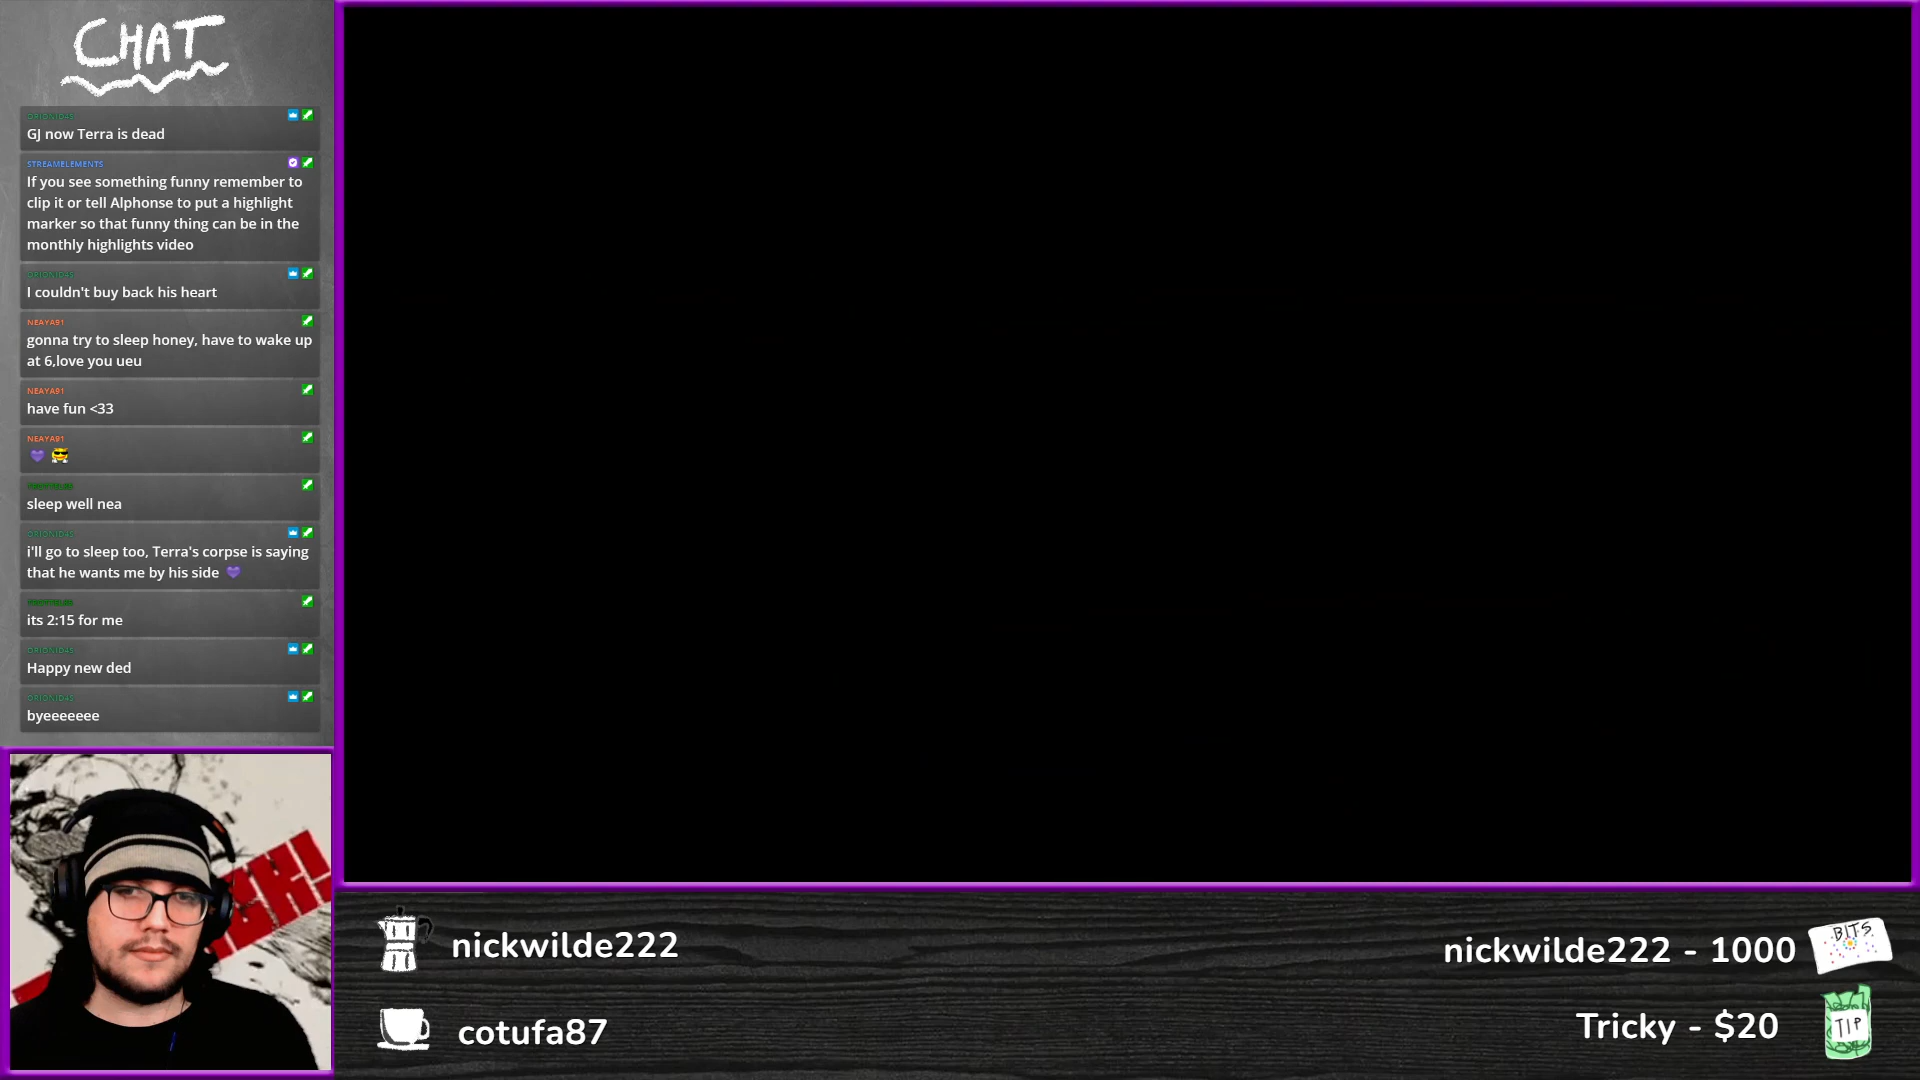 CHAT
ORION1D4S
GJ now Terra is dead
STREAMELEMENTS
If you see something funny remember to
clip it or tell Alphonse to put a highlight
marker so that funny thing can be in the
monthly highlights video
I couldn't buy back his heart
NEAYA91
gonna try to sleep honey, have to wake up
at 6,love you ueu
NEAYA91
have fun <33
NEAYA91
sleep well nea
i'll go to sleep too, Terra's corpse is saying
that he wants me by his side
its 2:15 for me
Happy new ded
byeeeeeee
nickwilde222
cotufa87
nickwilde222 - 1000
BITS
Tricky - $20
TIP